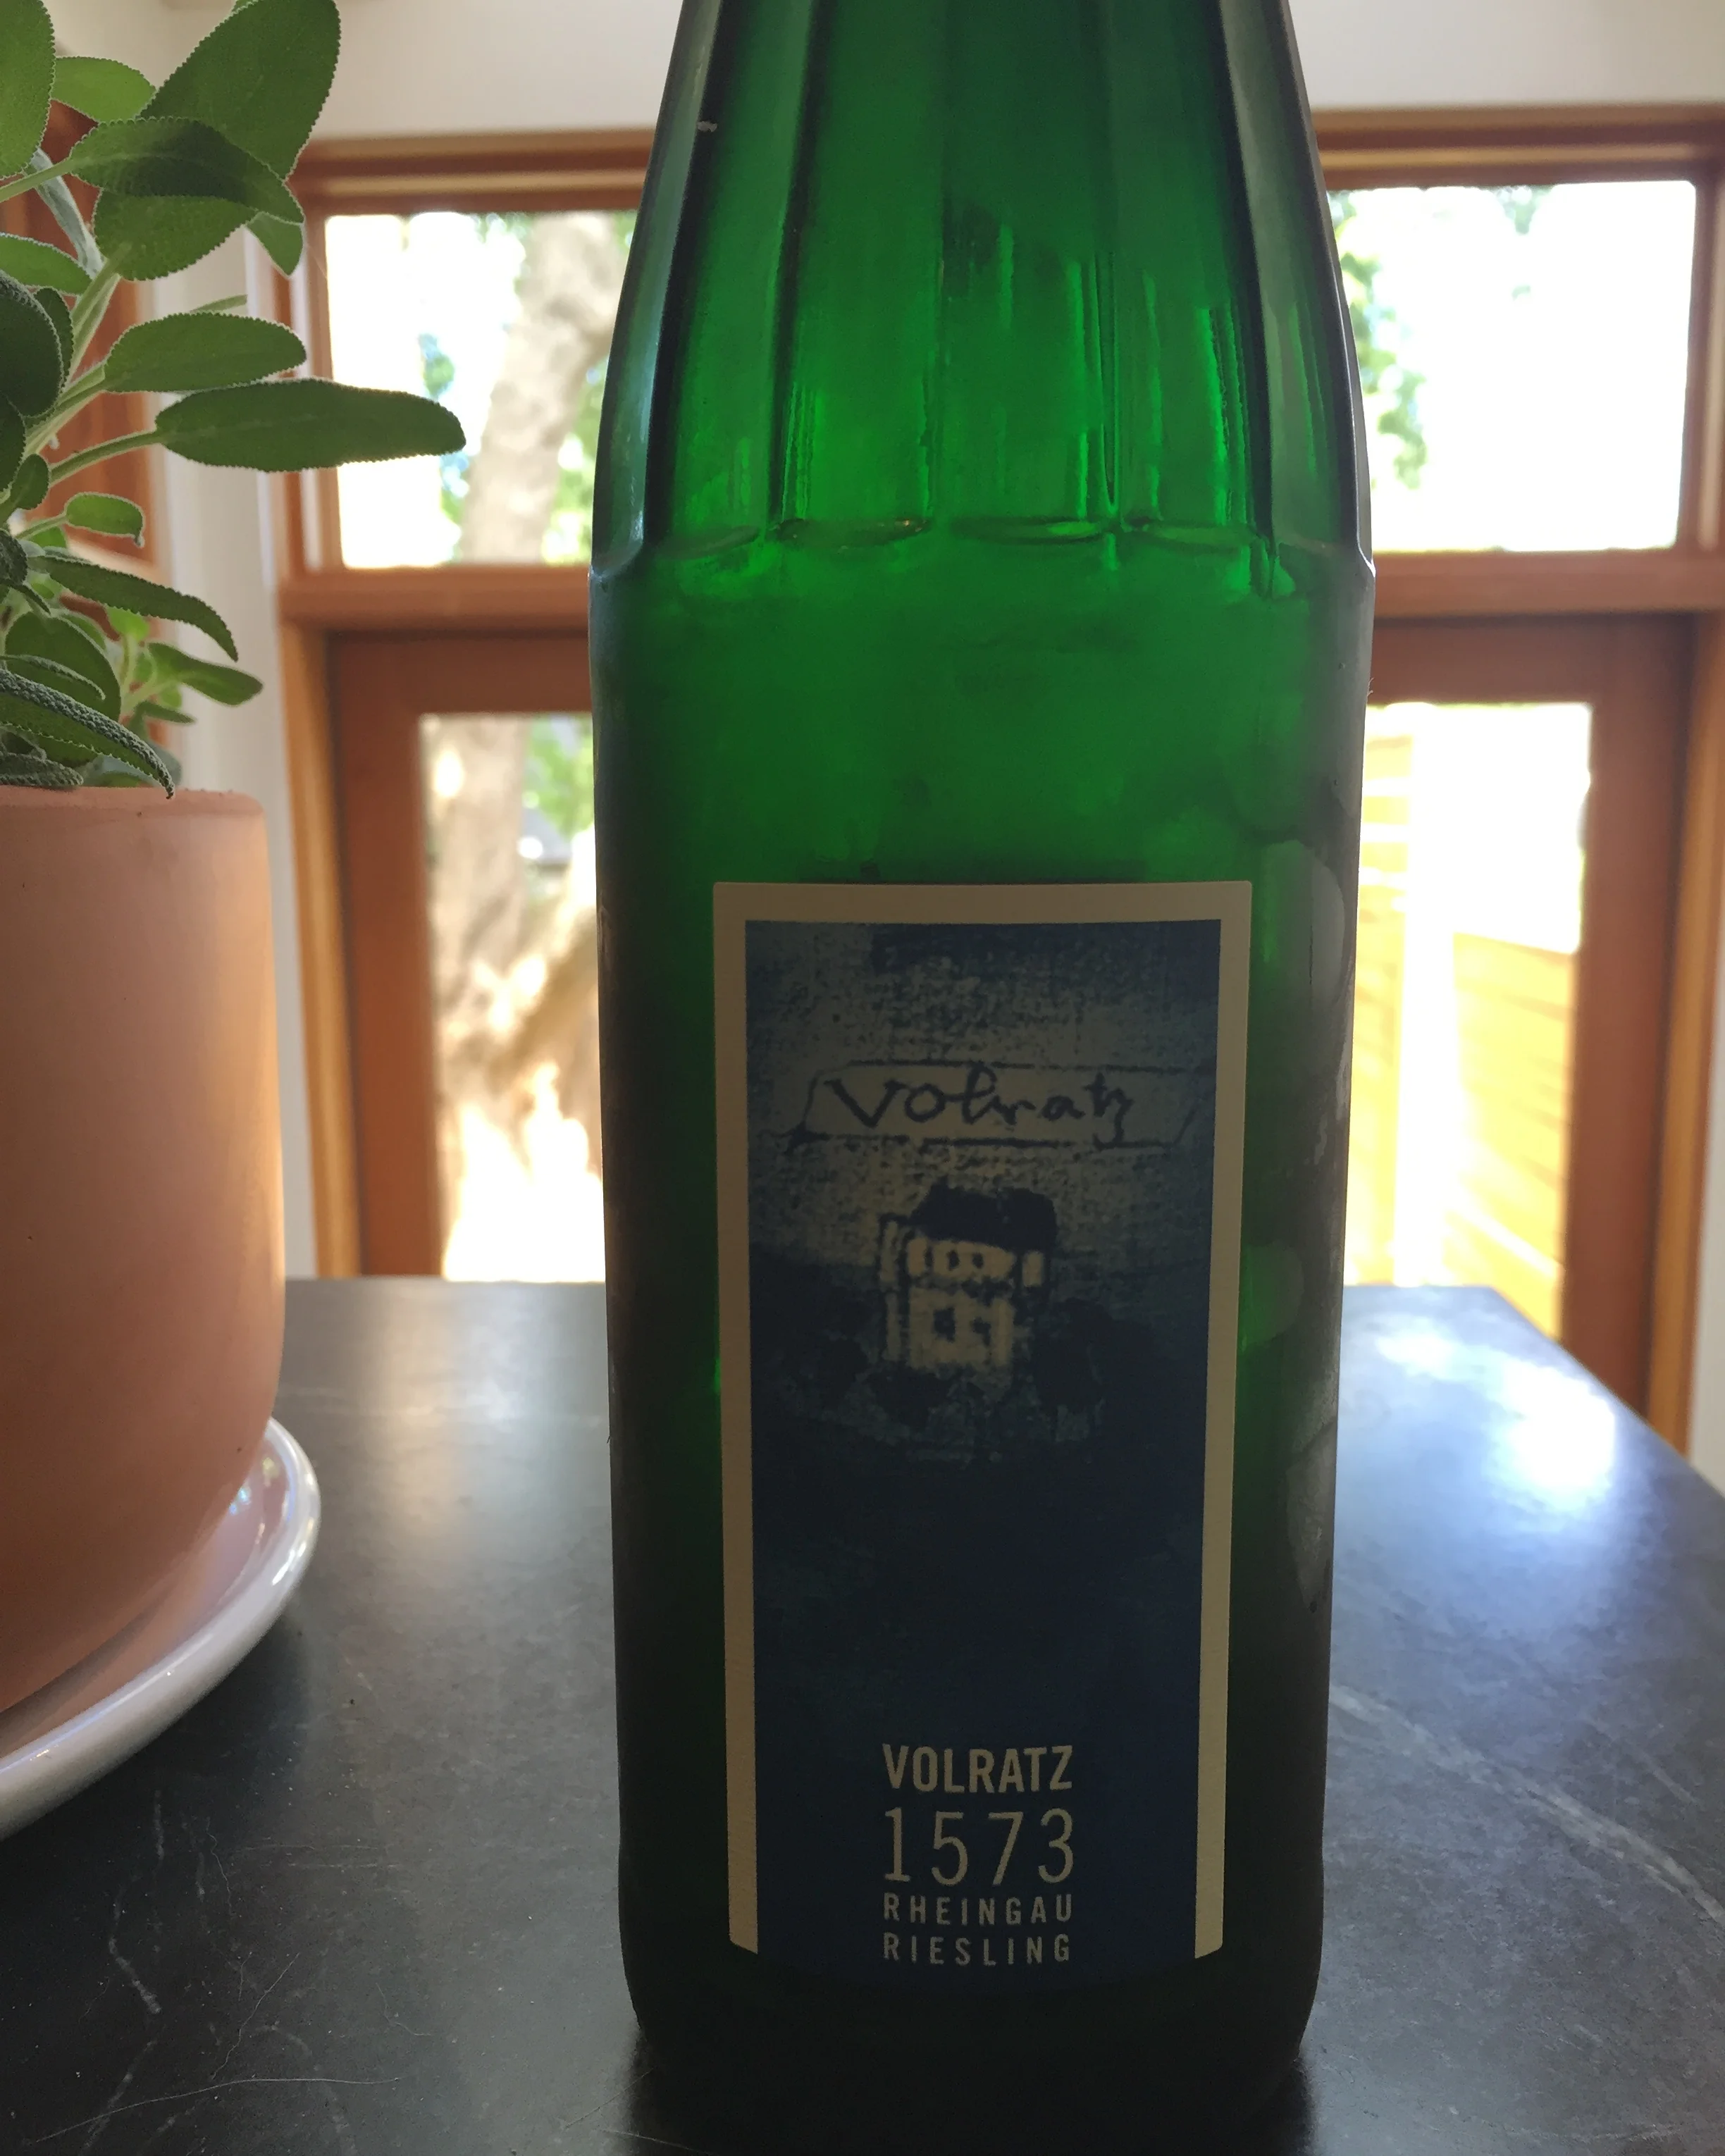 Volratz
VOLRATZ
1573
RHEINGAU
RIESLING